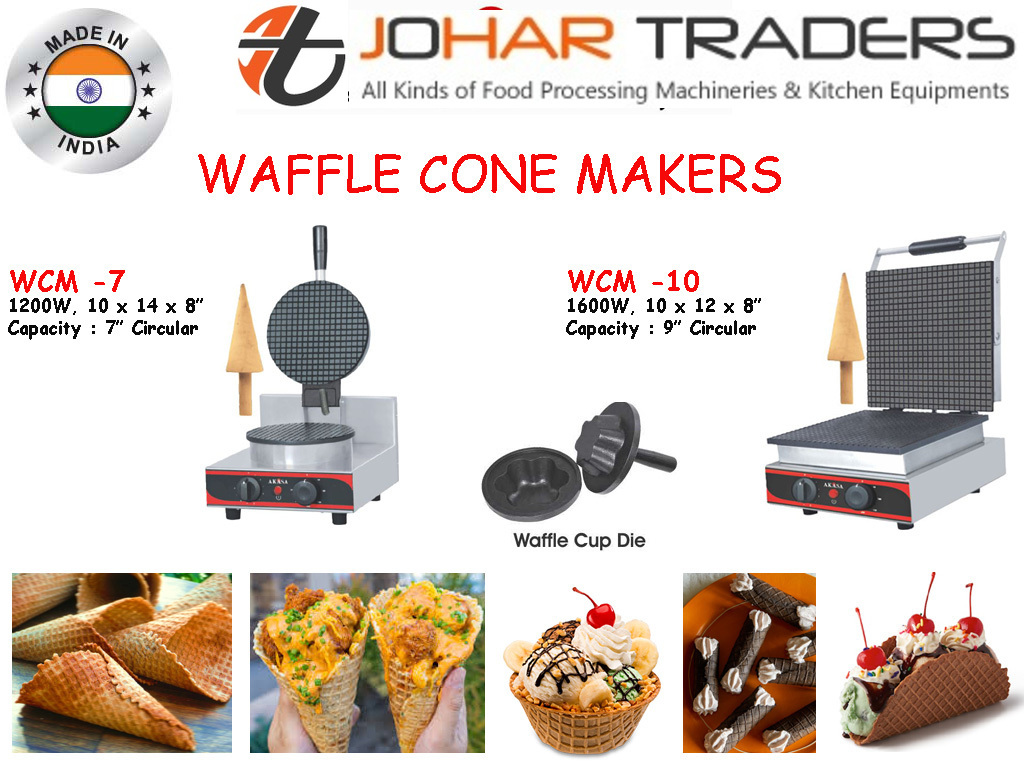 MADE IN
INDIA
JOHAR TRADERS
All Kinds of Food Processing Machineries & Kitchen Equipments
WAFFLE CONE MAKERS
WCM -7
1200W, 10 x 14 x 8"
Capacity : 7" Circular
WCM -10
1600W, 10 x 12 x 8"
Capacity : 9" Circular
AKASA
AKASA
Waffle Cup Die